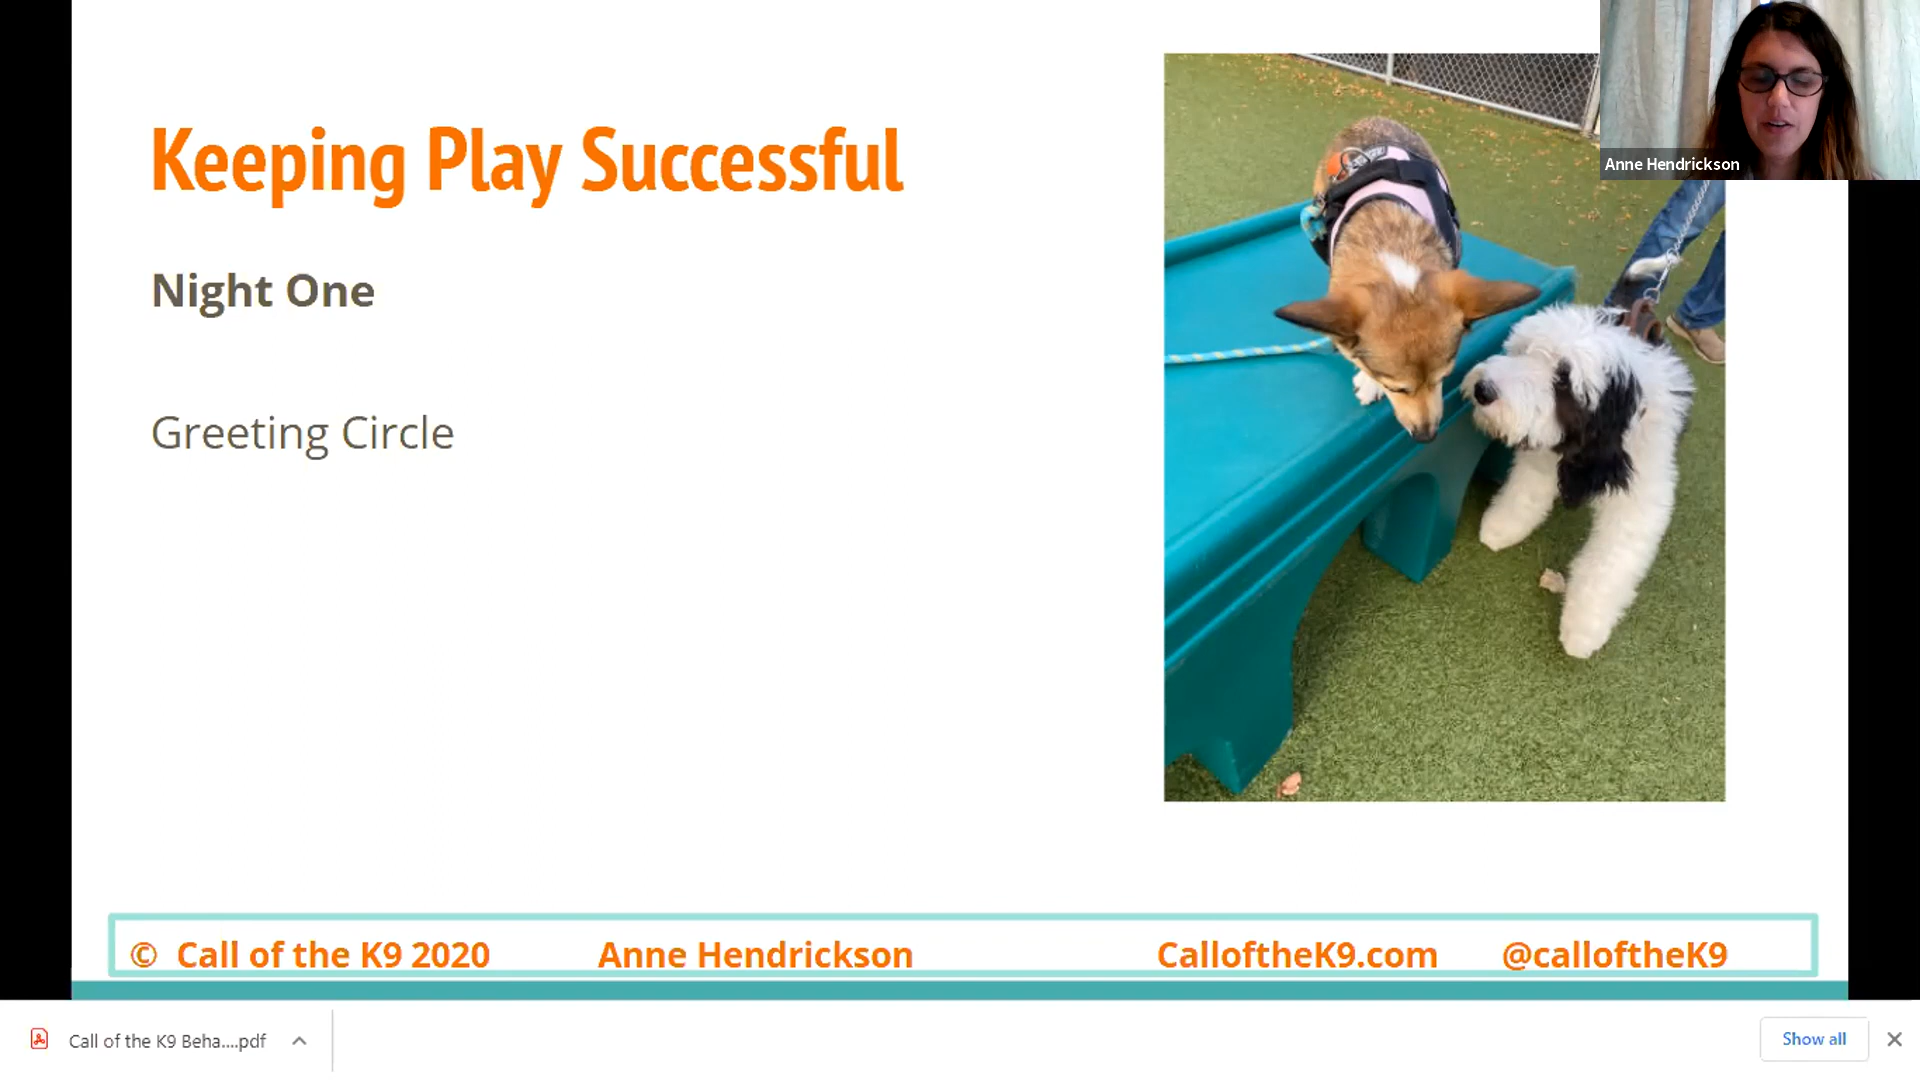 Keeping Play Successful
Anne Hendrickson
Night One
Greeting Circle
© Call of the K9 2020 Anne Hendrickson CalloftheK9.com @calloftheK9
Call of the K9 Beha....pdf Show all